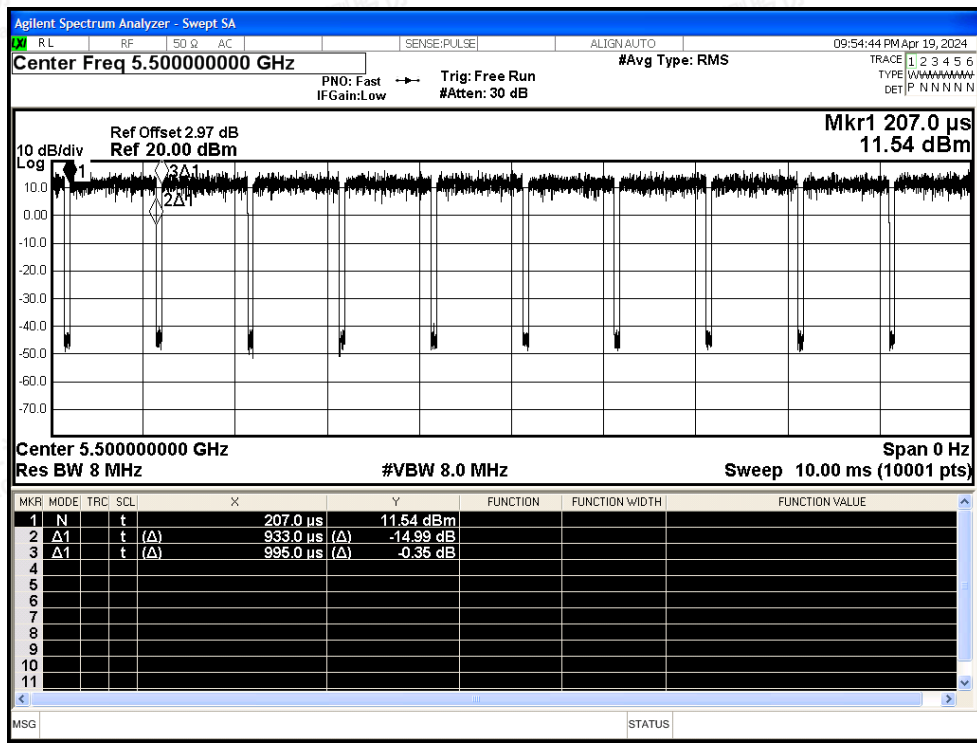 Agilent Spectrum Analyzer - Swept SA
LXI RL RF 50 Ω AC SENSE:PULSE ALIGN AUTO 09:54:44 PM Apr 19, 2024
Center Freq 5.500000000 GHz #Avg Type: RMS TRACE 1 2 3 4 5 6
PNO: Fast Trig: Free Run TYPE
IFGain:Low #Atten: 30 dB DET P N N N N N
Mkr1 207.0 µs
Ref Offset 2.97 dB
10 dB/div Ref 20.00 dBm 11.54 dBm
Log
1 3Δ1
10.0
2Δ1
0.00
-10.0
-20.0
-30.0
-40.0
-50.0
-60.0
-70.0
Center 5.500000000 GHz Span 0 Hz
Res BW 8 MHz #VBW 8.0 MHz Sweep 10.00 ms (10001 pts)
MKR MODE TRC SCL X Y FUNCTION FUNCTION WIDTH FUNCTION VALUE
1 N t 207.0 µs 11.54 dBm
2 Δ1 t (Δ) 933.0 µs (Δ) -14.99 dB
3 Δ1 t (Δ) 995.0 µs (Δ) -0.35 dB
4
5
6
7
8
9
10
11
MSG STATUS